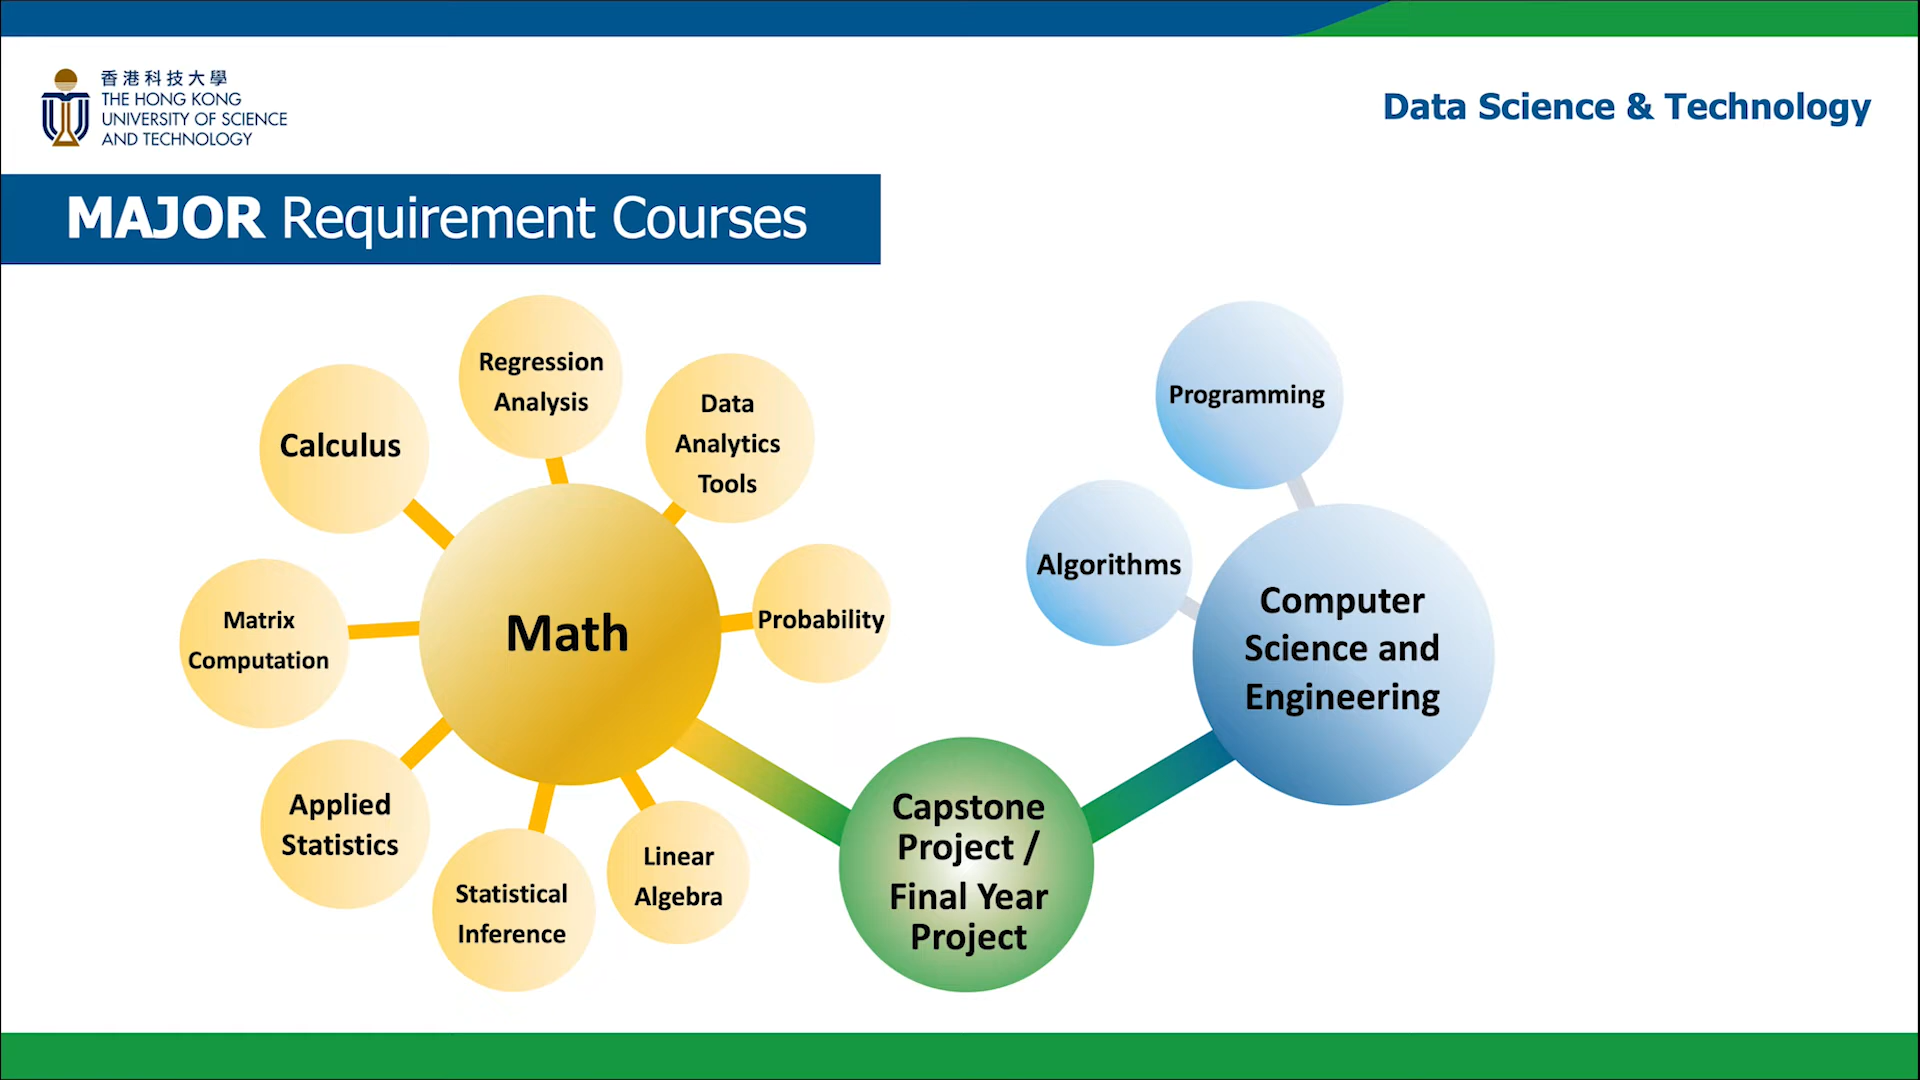 香港科技大學
THE HONG KONG
UNIVERSITY OF SCIENCE
AND TECHNOLOGY
Data Science & Technology
MAJOR Requirement Courses
Regression
Analysis
Data
Analytics
Tools
Calculus
Matrix
Computation
Math
Probability
Applied
Statistics
Statistical
Inference
Linear
Algebra
Capstone
Project /
Final Year
Project
Programming
Algorithms
Computer
Science and
Engineering